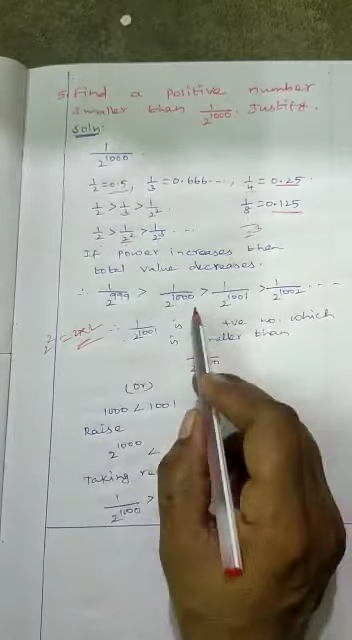 5. Find a positive number
smaller than 1/2^1000. Justify.
Soln:
1/2^1000.
1/2 = 0.5, 1/3 = 0.666..., 1/4 = 0.25
1/2 > 1/3 > 1/2^2 1/8 = 0.125
1/2 > 1/2^2 > 1/2^3 ... 2^3
If power increases then
total value decreases.
∴ 1/2^999 > 1/2^1000 > 1/2^1001 > 1/2^1002 ....
∴ 1/2^1001 is +ve no. which
is smaller than
(Or)
1000 < 1001
Raise
2^1000 <
Taking re
1/2^1000 >